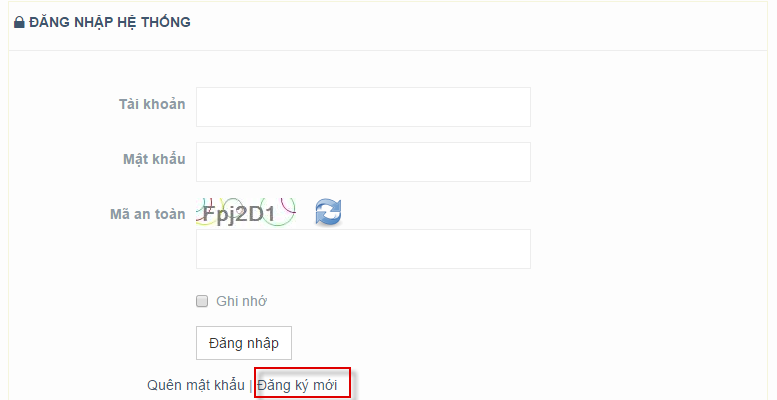 ĐĂNG NHẬP HỆ THỐNG
Tài khoản
Mật khẩu
Mã an toàn Fpj2D1
Ghi nhớ
Đăng nhập
Quên mật khẩu | Đăng ký mới